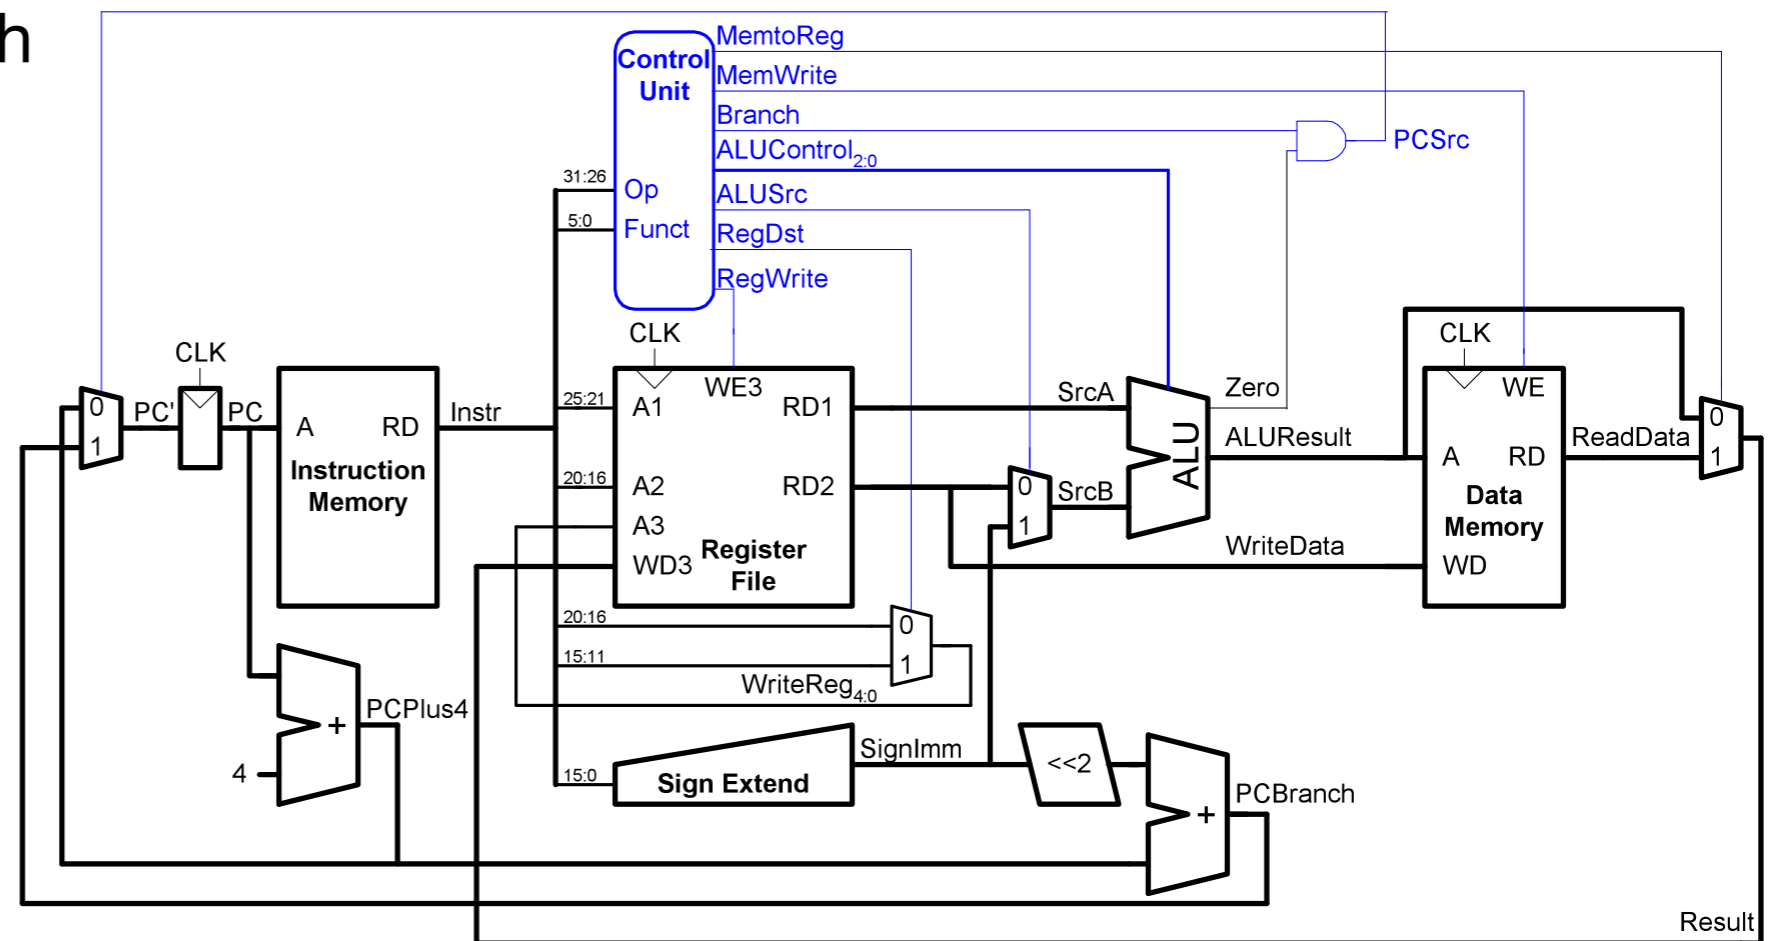 h
MemtoReg
Control
Unit
MemWrite
Branch
PCSrc
ALUControl2:0
31:26
Op
ALUSrc
5:0
Funct
RegDst
RegWrite
CLK
CLK
CLK
WE3
WE
SrcA
Zero
0
1
PC'
PC
A
RD
Instr
25:21
A1
RD1
0
1
ALU
ALUResult
A
RD
ReadData
Instruction
Memory
20:16
A2
RD2
0
1
SrcB
Data
Memory
A3
Register
File
WD3
WriteData
WD
20:16
0
15:11
1
WriteReg4:0
+
PCPlus4
4
SignImm
<<2
15:0
Sign Extend
PCBranch
+
Result